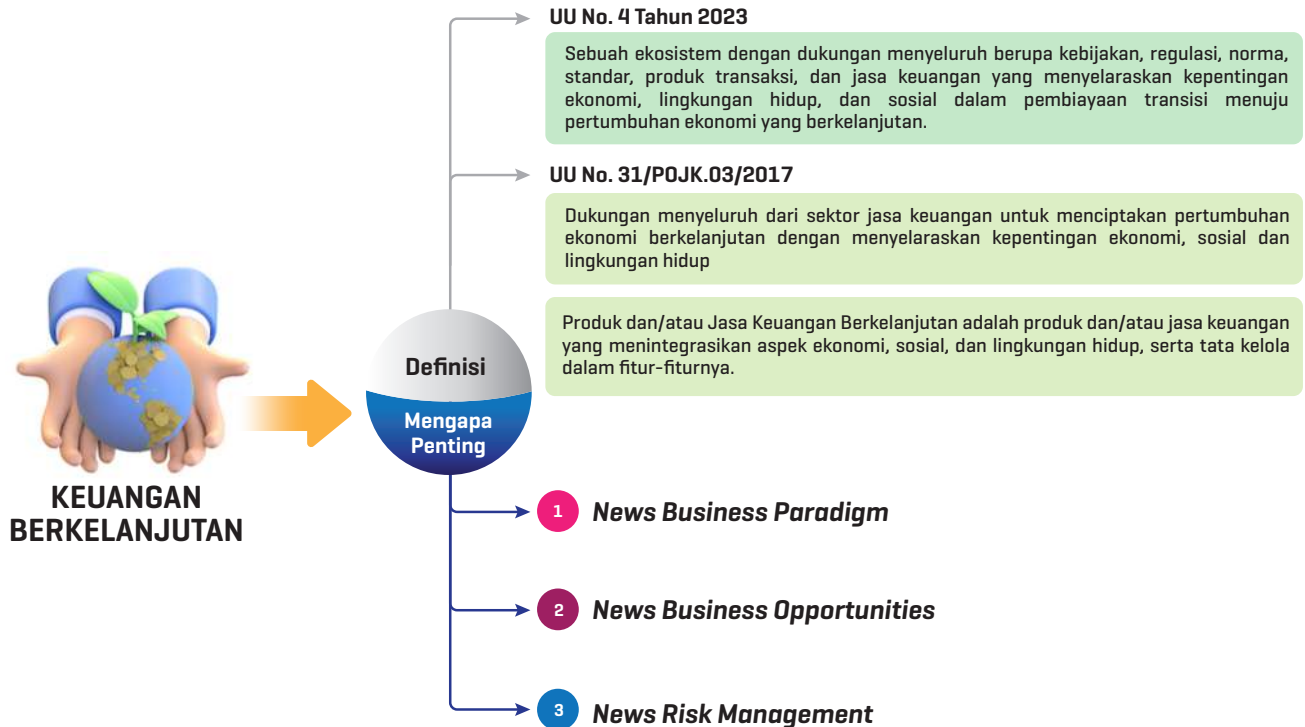 UU No. 4 Tahun 2023
Sebuah ekosistem dengan dukungan menyeluruh berupa kebijakan, regulasi, norma,
standar, produk transaksi, dan jasa keuangan yang menyelaraskan kepentingan
ekonomi, lingkungan hidup, dan sosial dalam pembiayaan transisi menuju
pertumbuhan ekonomi yang berkelanjutan.
UU No. 31/POJK.03/2017
Dukungan menyeluruh dari sektor jasa keuangan untuk menciptakan pertumbuhan
ekonomi berkelanjutan dengan menyelaraskan kepentingan ekonomi, sosial dan
lingkungan hidup
Produk dan/atau Jasa Keuangan Berkelanjutan adalah produk dan/atau jasa keuangan
yang menintegrasikan aspek ekonomi, sosial, dan lingkungan hidup, serta tata kelola
dalam fitur-fiturnya.
Definisi
Mengapa
Penting
KEUANGAN
BERKELANJUTAN
1 News Business Paradigm
2 News Business Opportunities
3 News Risk Management